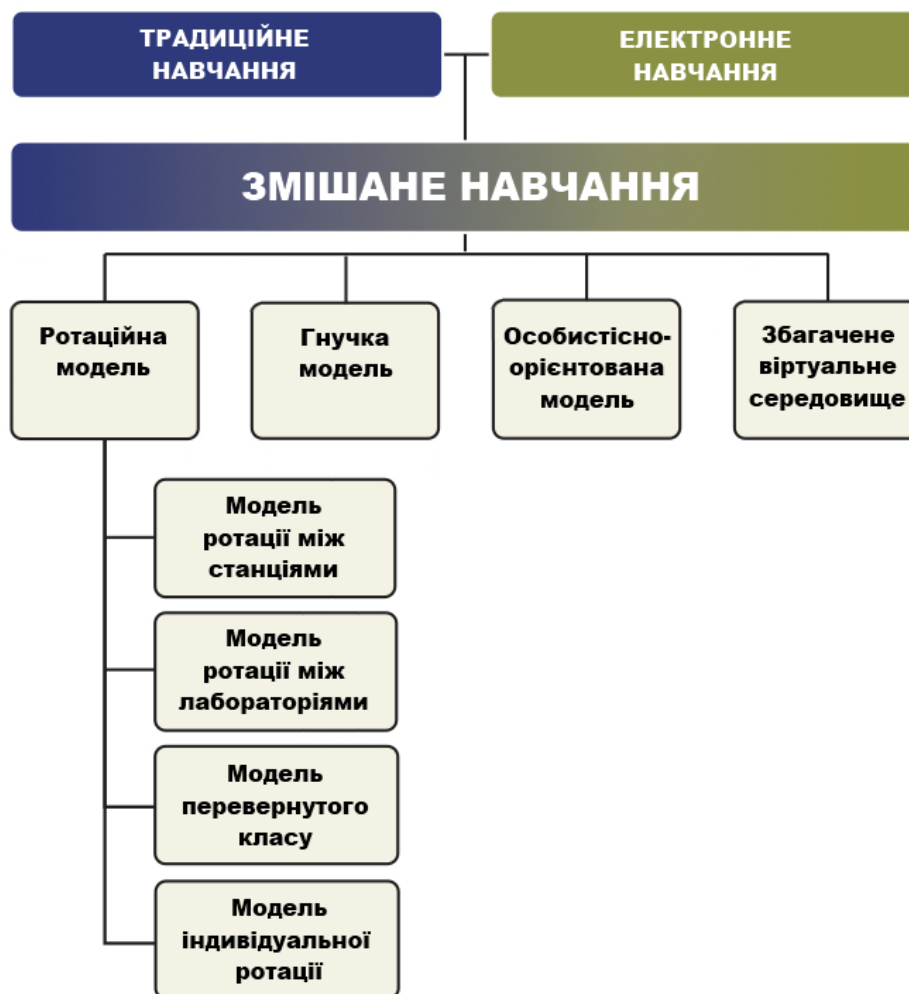 ТРАДИЦІЙНЕ
НАВЧАННЯ
ЕЛЕКТРОННЕ
НАВЧАННЯ
ЗМІШАНЕ НАВЧАННЯ
Ротаційна
модель
Гнучка
модель
Особистісно-
орієнтована
модель
Збагачене
віртуальне
середовище
Модель
ротації між
станціями
Модель
ротації між
лабораторіями
Модель
перевернутого
класу
Модель
індивідуальної
ротації